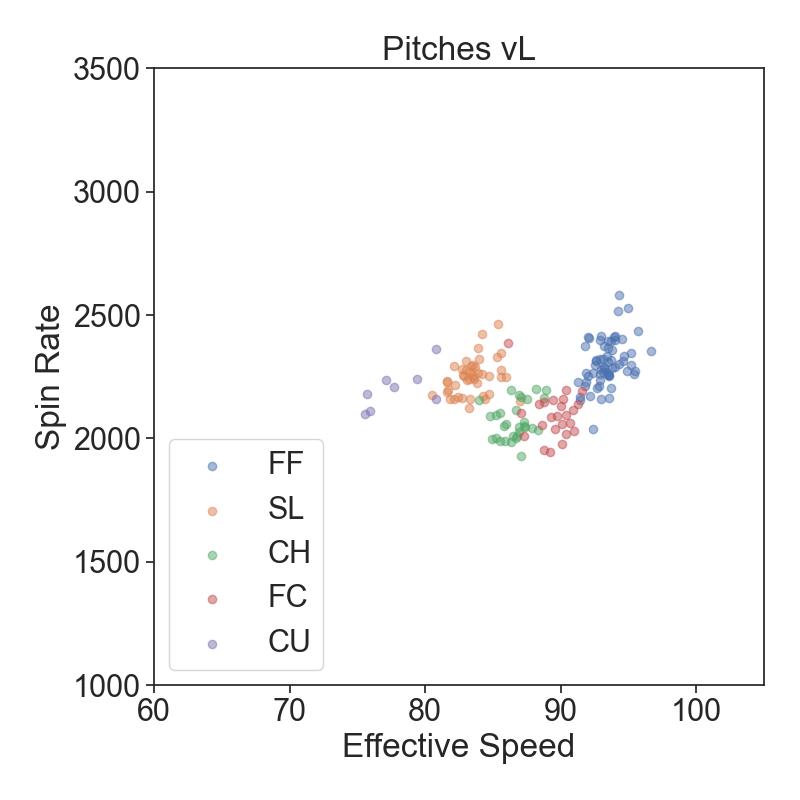 Pitches vL
3500
3000
2500
2000
1500
1000
Spin Rate
FF
SL
CH
FC
CU
60 70 80 90 100
Effective Speed